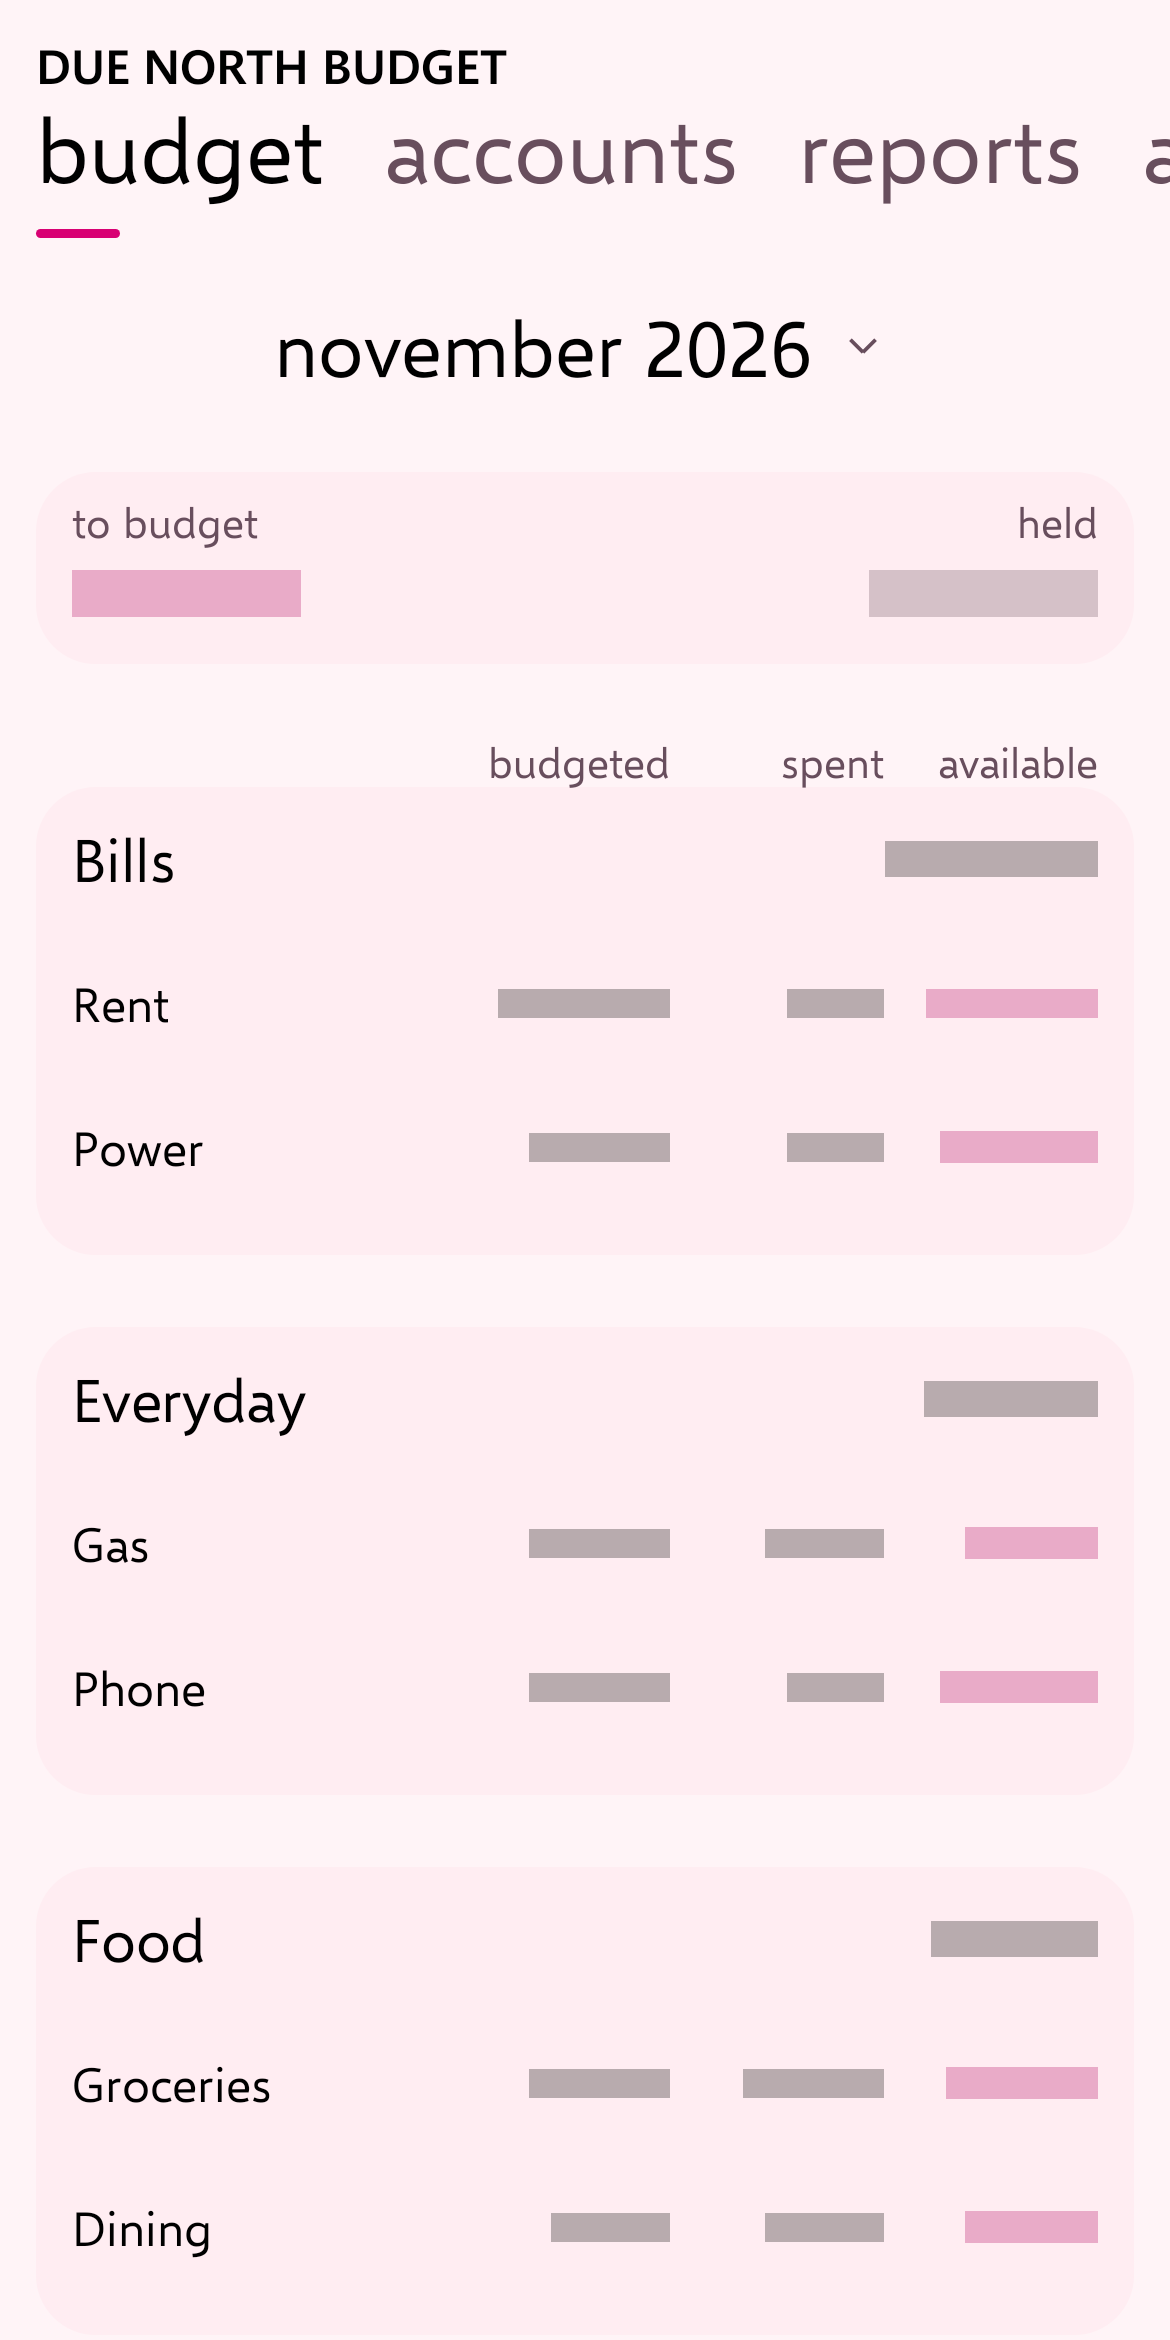 DUE NORTH BUDGET
budget accounts reports
november 2026
to budget held
budgeted spent available
Bills
Rent
Power
Everyday
Gas
Phone
Food
Groceries
Dining